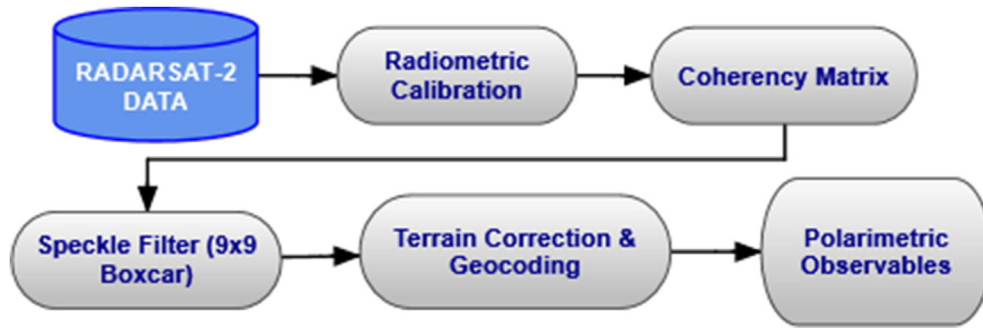 RADARSAT-2
DATA
Radiometric
Calibration
Coherency Matrix
Speckle Filter (9x9
Boxcar)
Terrain Correction &
Geocoding
Polarimetric
Observables